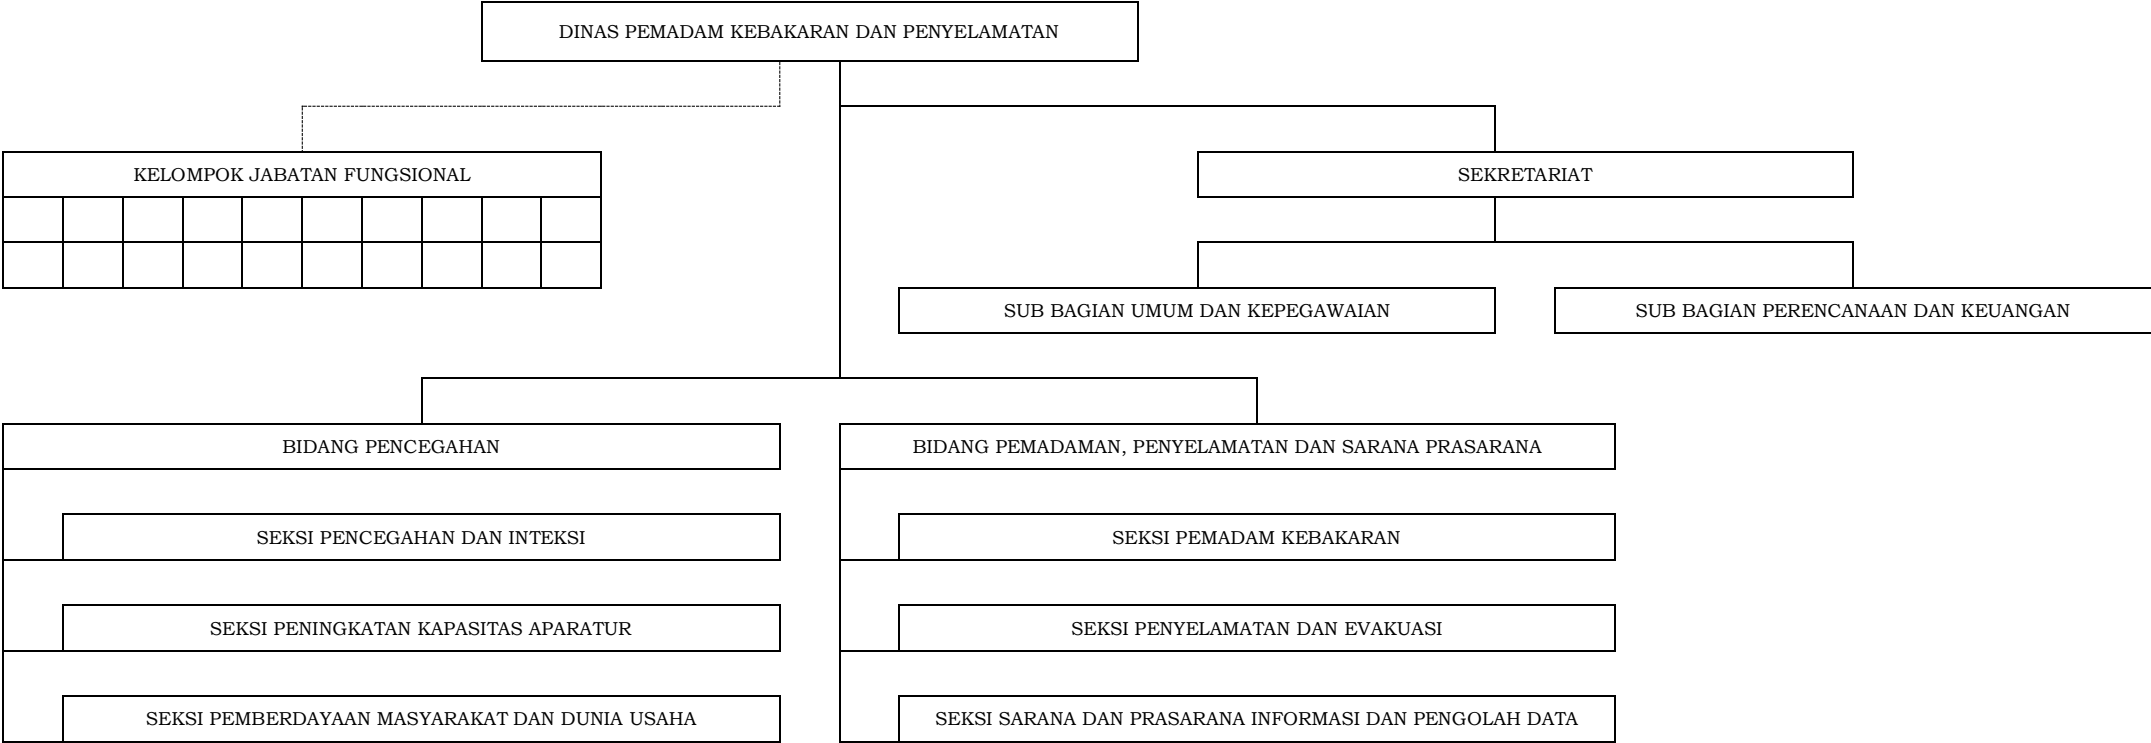 DINAS PEMADAM KEBAKARAN DAN PENYELAMATAN
KELOMPOK JABATAN FUNGSIONAL
SEKRETARIAT
SUB BAGIAN UMUM DAN KEPEGAWAIAN
SUB BAGIAN PERENCANAAN DAN KEUANGAN
BIDANG PENCEGAHAN
SEKSI PENCEGAHAN DAN INTEKSI
SEKSI PENINGKATAN KAPASITAS APARATUR
SEKSI PEMBERDAYAAN MASYARAKAT DAN DUNIA USAHA
BIDANG PEMADAMAN, PENYELAMATAN DAN SARANA PRASARANA
SEKSI PEMADAM KEBAKARAN
SEKSI PENYELAMATAN DAN EVAKUASI
SEKSI SARANA DAN PRASARANA INFORMASI DAN PENGOLAH DATA